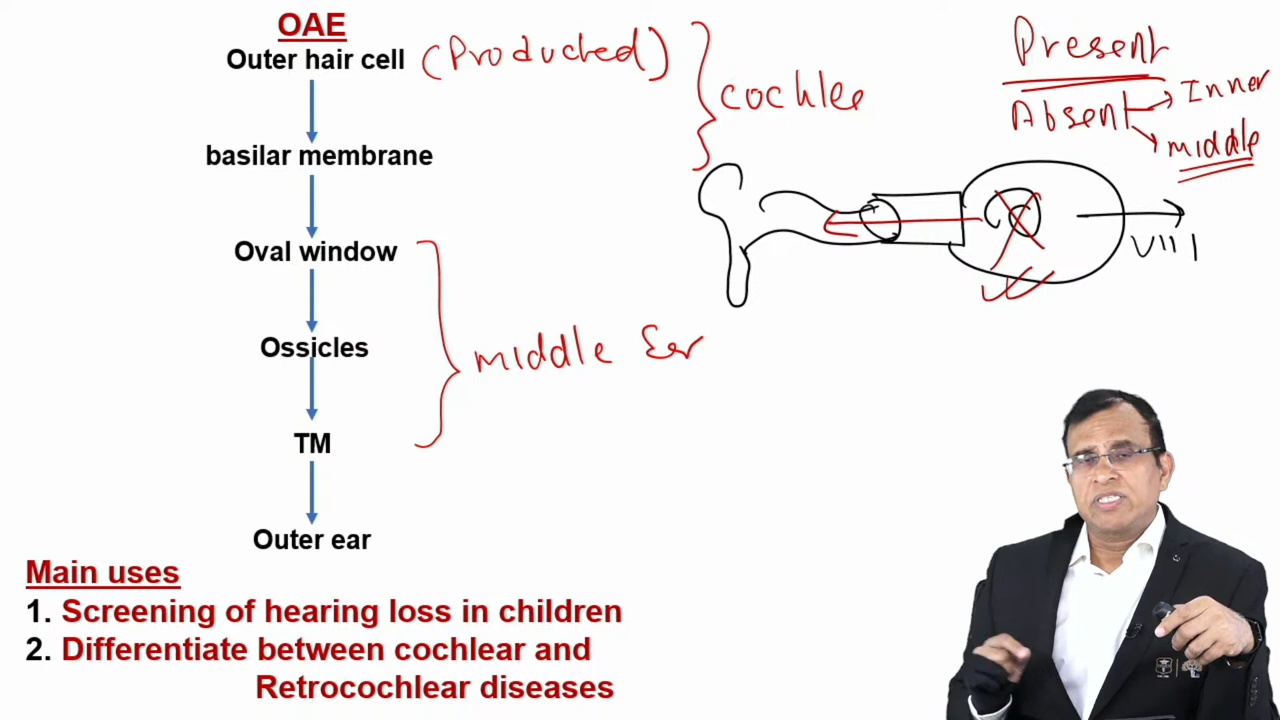 OAE
Outer hair cell (Producted)
cochlea
basilar membrane
Oval window
Ossicles
middle Ear
TM
Outer ear
Present
Absent
Inner
middle
VIII
Main uses
1. Screening of hearing loss in children
2. Differentiate between cochlear and
Retrocochlear diseases